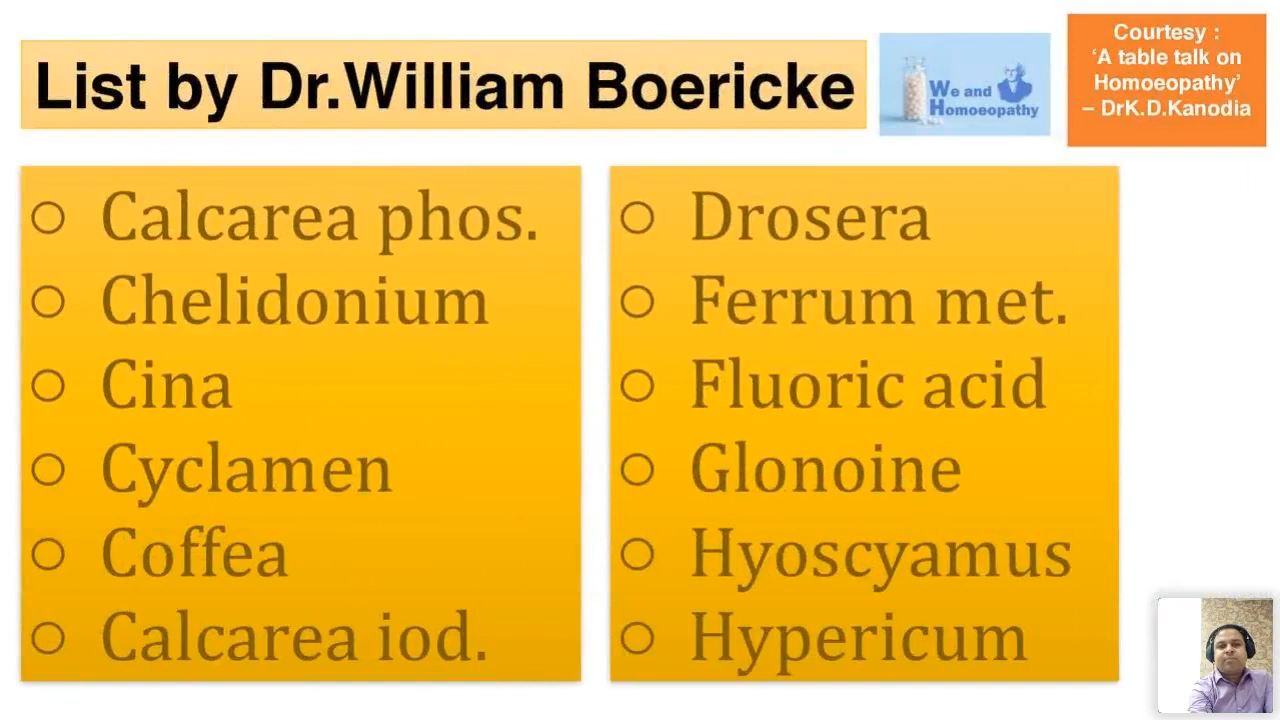 List by Dr.William Boericke
We and
Homoeopathy
Courtesy :
‘A table talk on
Homoeopathy’
– DrK.D.Kanodia
○ Calcarea phos.
○ Chelidonium
○ Cina
○ Cyclamen
○ Coffea
○ Calcarea iod.
○ Drosera
○ Ferrum met.
○ Fluoric acid
○ Glonoine
○ Hyoscyamus
○ Hypericum